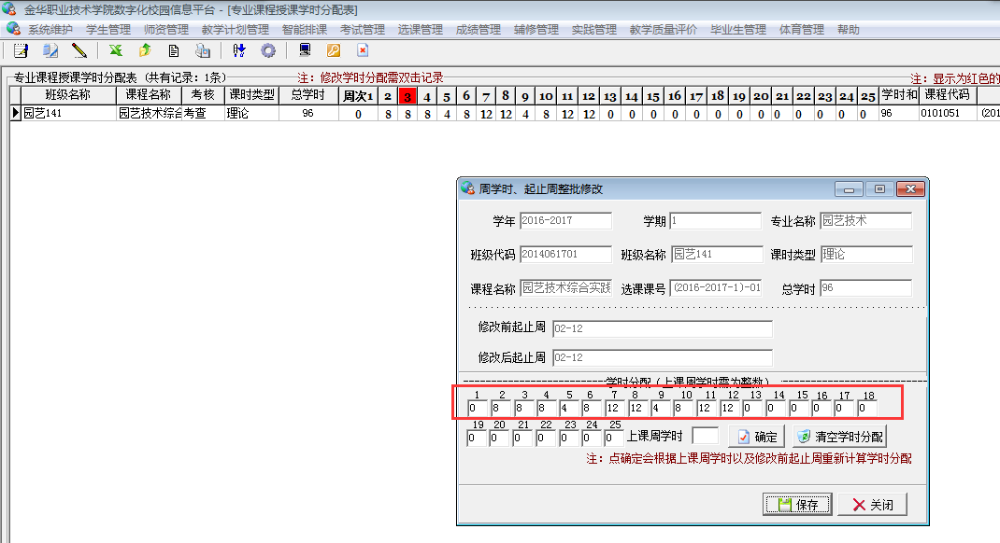 金华职业技术学院数字化校园信息平台 - [专业课程授课学时分配表]
系统维护 学生管理 师资管理 教学计划管理 智能排课 考试管理 选课管理 成绩管理 辅修管理 实践管理 教学质量评价 毕业生管理 体育管理 帮助
专业课程授课学时分配表 (共有记录: 1条) 注: 修改学时分配需双击记录 注: 显示为红色的
班级名称 课程名称 考核 课时类型 总学时 周次1 2 3 4 5 6 7 8 9 10 11 12 13 14 15 16 17 18 19 20 21 22 23 24 25 学时和 课程代码
园艺141 园艺技术综合 考查 理论 96 0 8 8 8 4 8 12 12 4 8 12 12 0 0 0 0 0 0 0 0 0 0 0 0 0 96 0101051 (201
周学时、起止周整批修改
学年 2016-2017 学期 1 专业名称 园艺技术
班级代码 2014061701 班级名称 园艺141 课时类型 理论
课程名称 园艺技术综合实践 选课课号 (2016-2017-1)-01 总学时 96
修改前起止周 02-12
修改后起止周 02-12
学时分配(上课周学时需为整数)
1 2 3 4 5 6 7 8 9 10 11 12 13 14 15 16 17 18
0 8 8 8 4 8 12 12 4 8 12 12 0 0 0 0 0 0
19 20 21 22 23 24 25
0 0 0 0 0 0 0 上课周学时 确定 清空学时分配
注: 点确定会根据上课周学时以及修改前起止周重新计算学时分配
保存 关闭